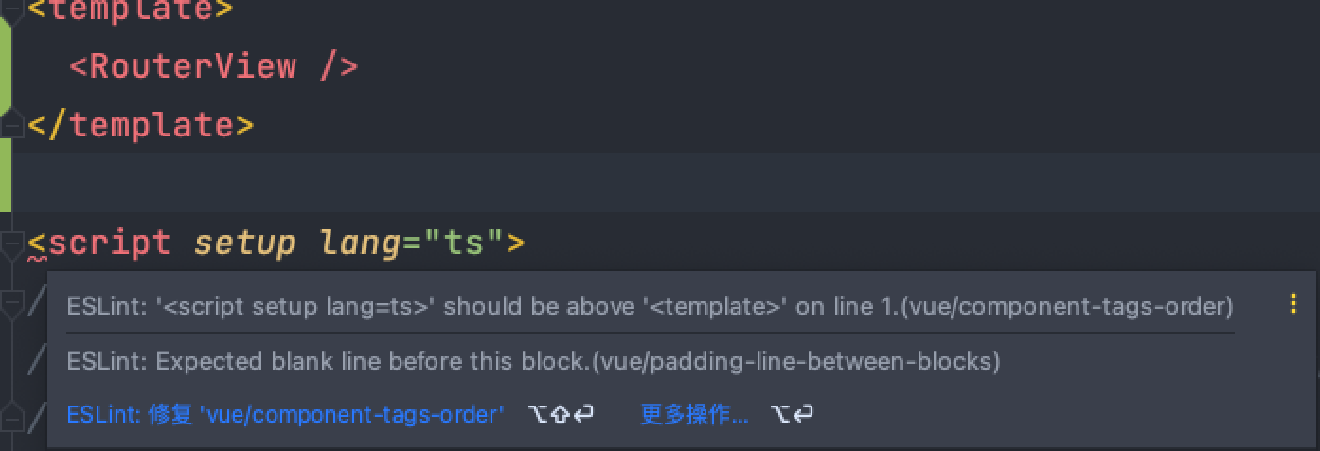 <template>
<RouterView />
</template>
<script setup lang="ts">
/
ESLint: '<script setup lang=ts>' should be above '<template>' on line 1.(vue/component-tags-order)
/
ESLint: Expected blank line before this block.(vue/padding-line-between-blocks)
/
ESLint: 修复 'vue/component-tags-order' ⌥⇧⏎ 更多操作... ⌥⏎